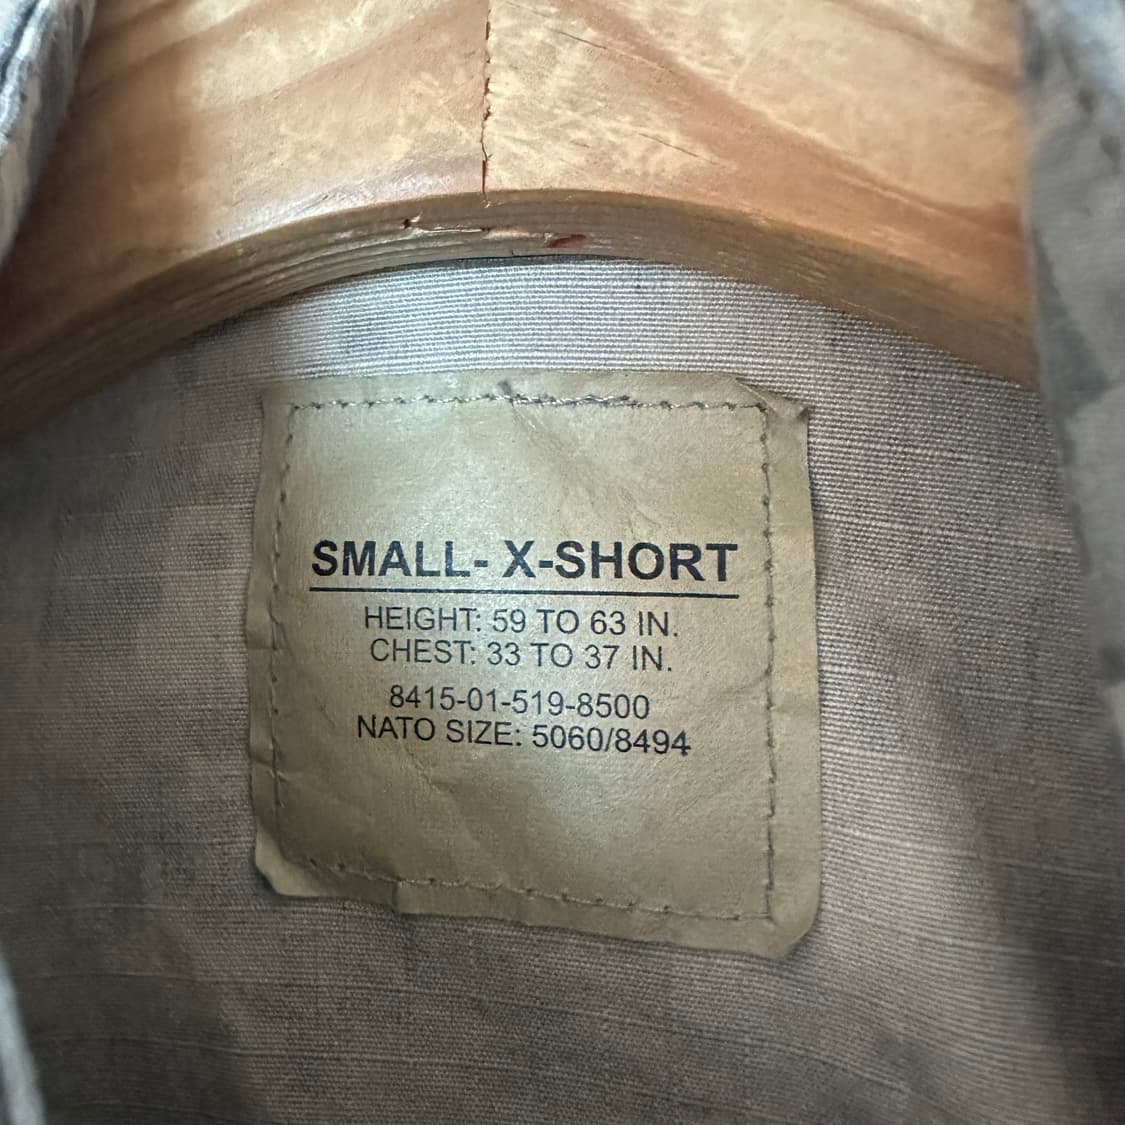 SMALL- X-SHORT
HEIGHT: 59 TO 63 IN.
CHEST: 33 TO 37 IN.
8415-01-519-8500
NATO SIZE: 5060/8494